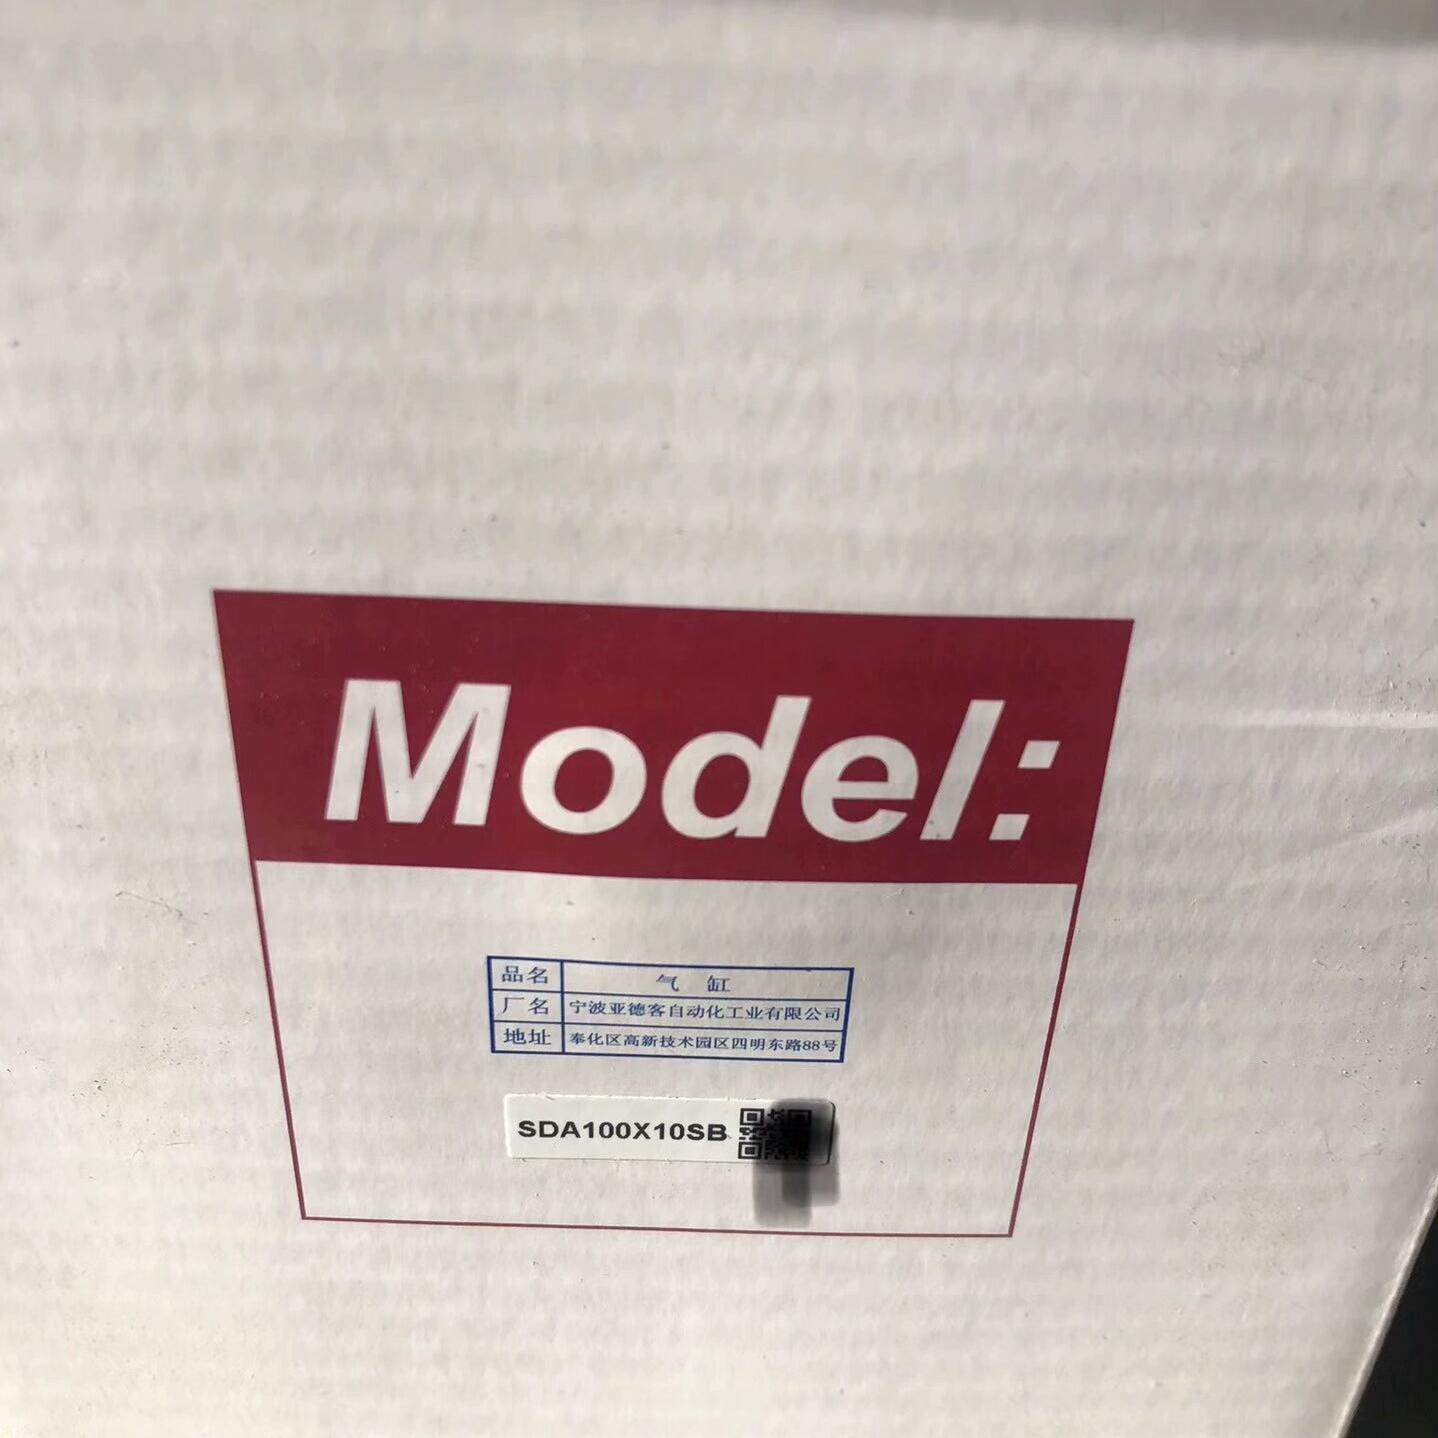 Model:
品名 气 缸
厂名 宁波亚德客自动化工业有限公司
地址 奉化区高新技术园区四明东路88号
SDA100X10SB